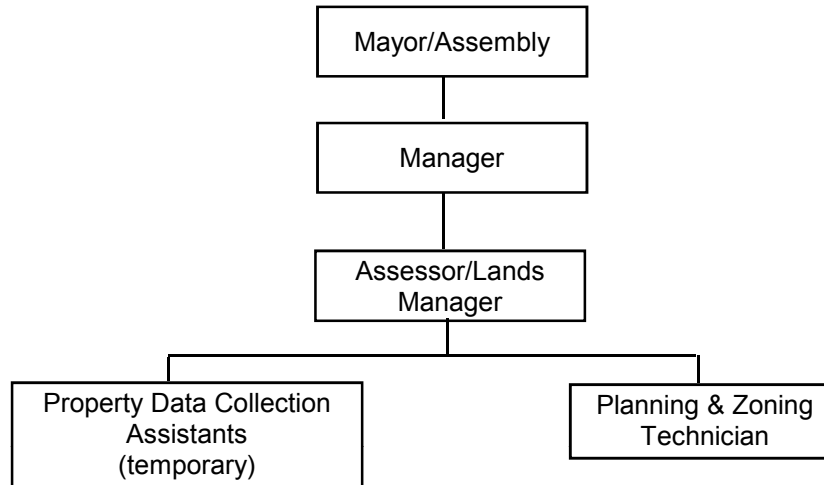 Mayor/Assembly
Manager
Assessor/Lands
Manager
Property Data Collection
Assistants
(temporary)
Planning & Zoning
Technician